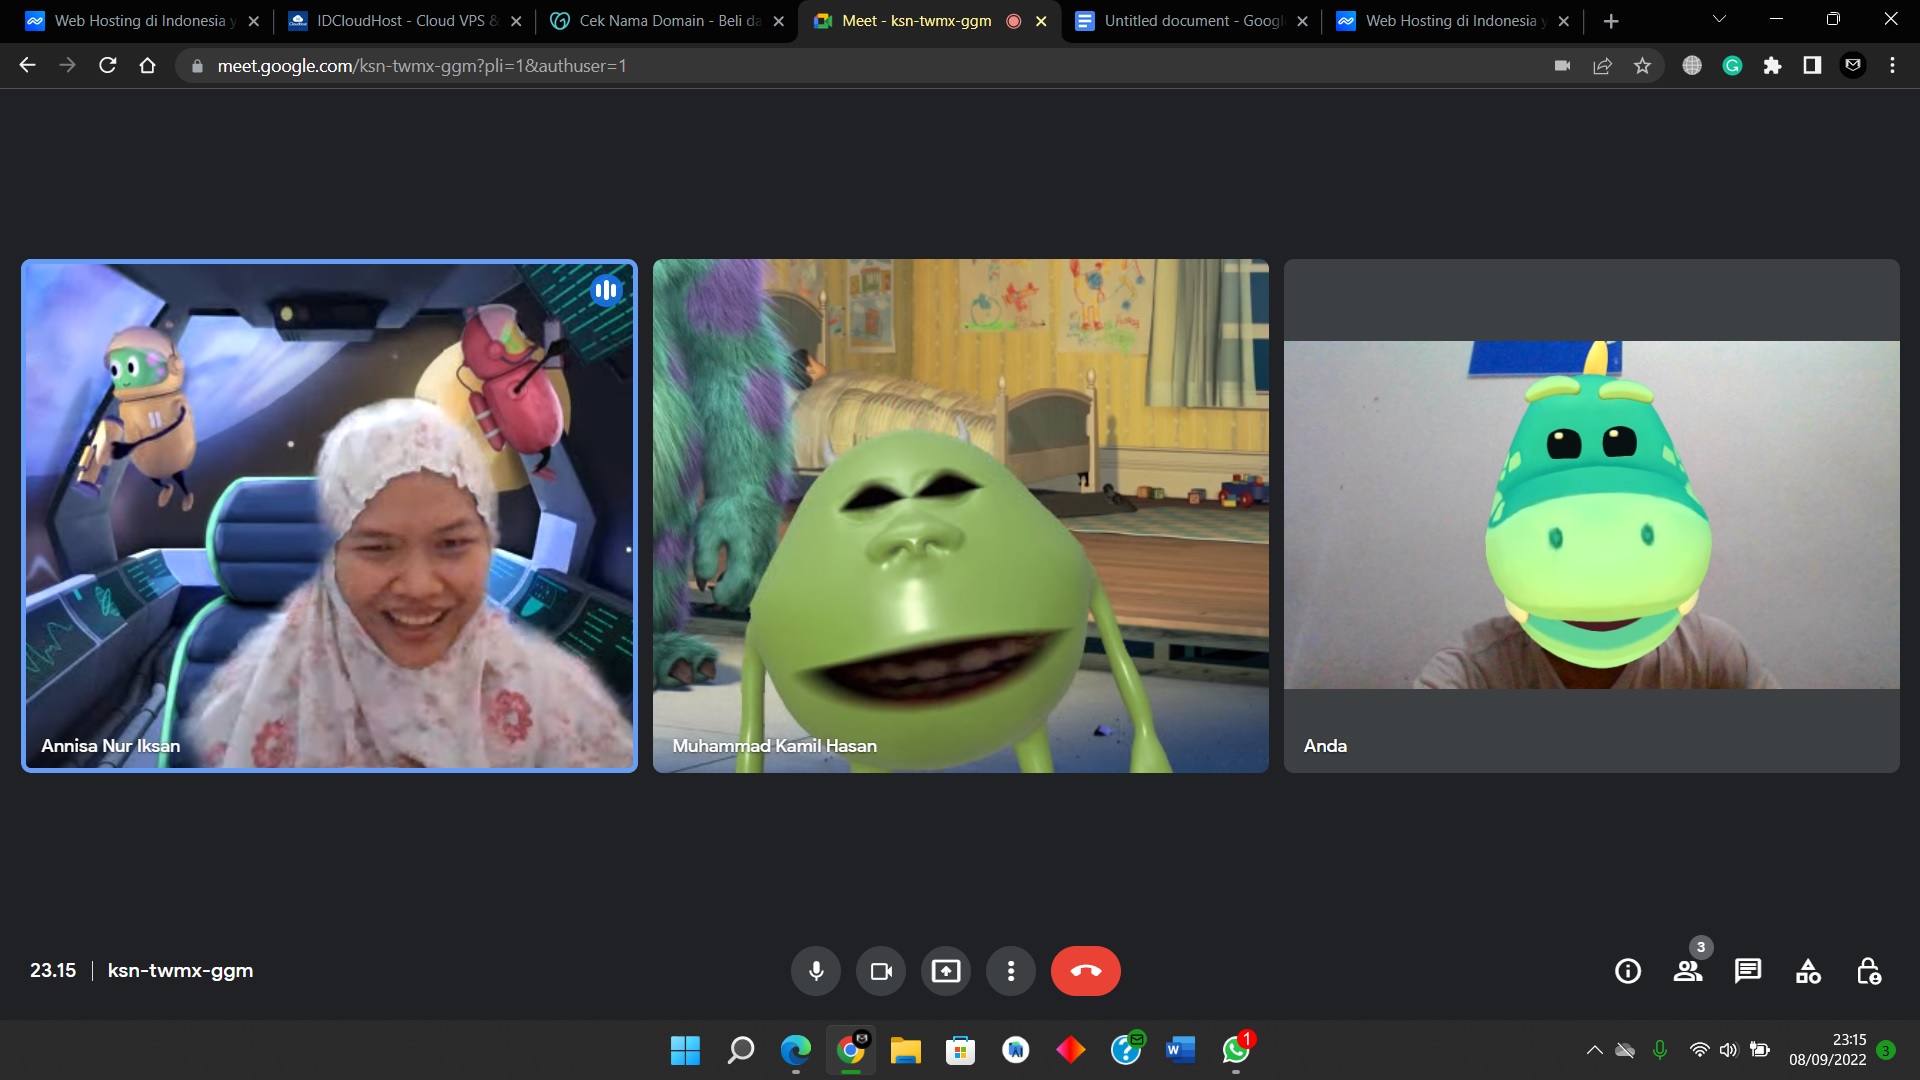 Web Hosting di Indonesia y
IDCloudHost - Cloud VPS &
Cek Nama Domain - Beli da
Meet - ksn-twmx-ggm
Untitled document - Googl
Web Hosting di Indonesia y
meet.google.com/ksn-twmx-ggm?pli=1&authuser=1
Annisa Nur Iksan
Muhammad Kamil Hasan
Anda
23.15
ksn-twmx-ggm
3
1
23:15
08/09/2022
3